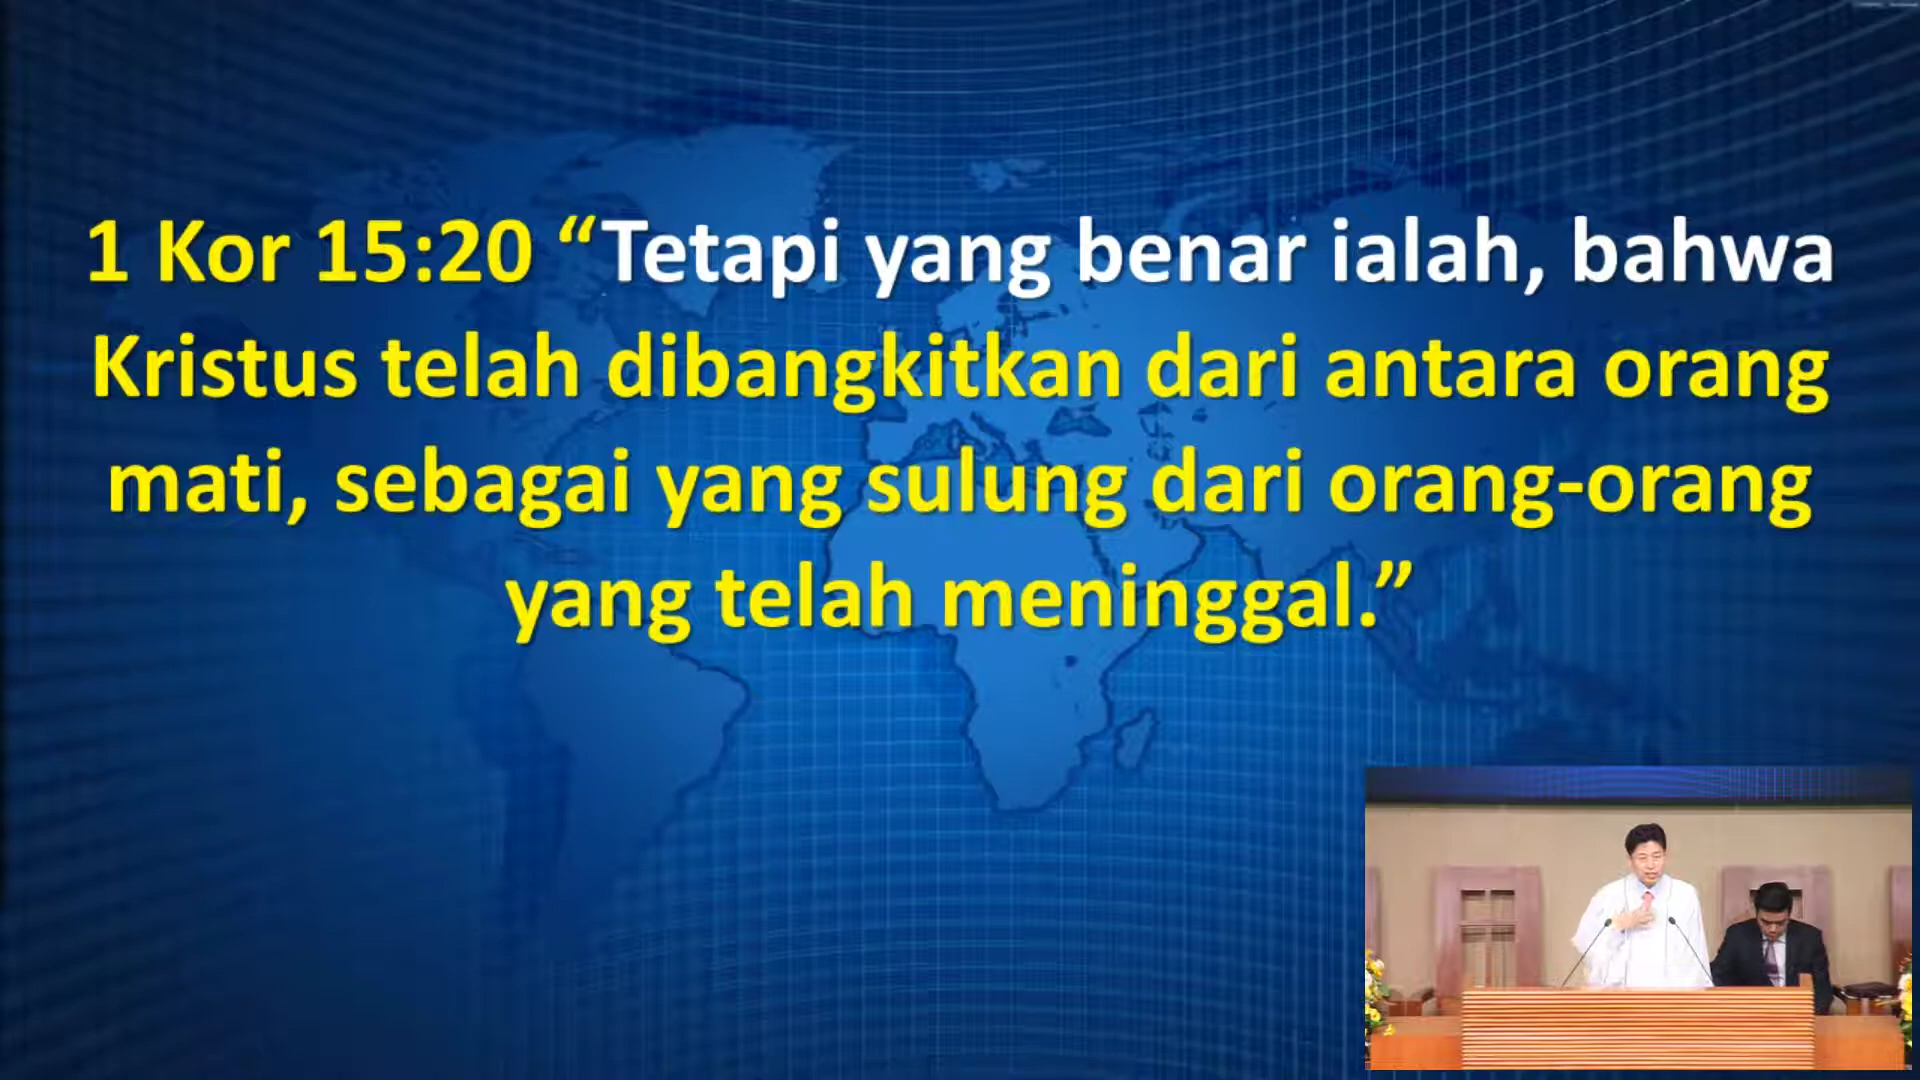 1 Kor 15:20 “Tetapi yang benar ialah, bahwa
Kristus telah dibangkitkan dari antara orang
mati, sebagai yang sulung dari orang-orang
yang telah meninggal.”